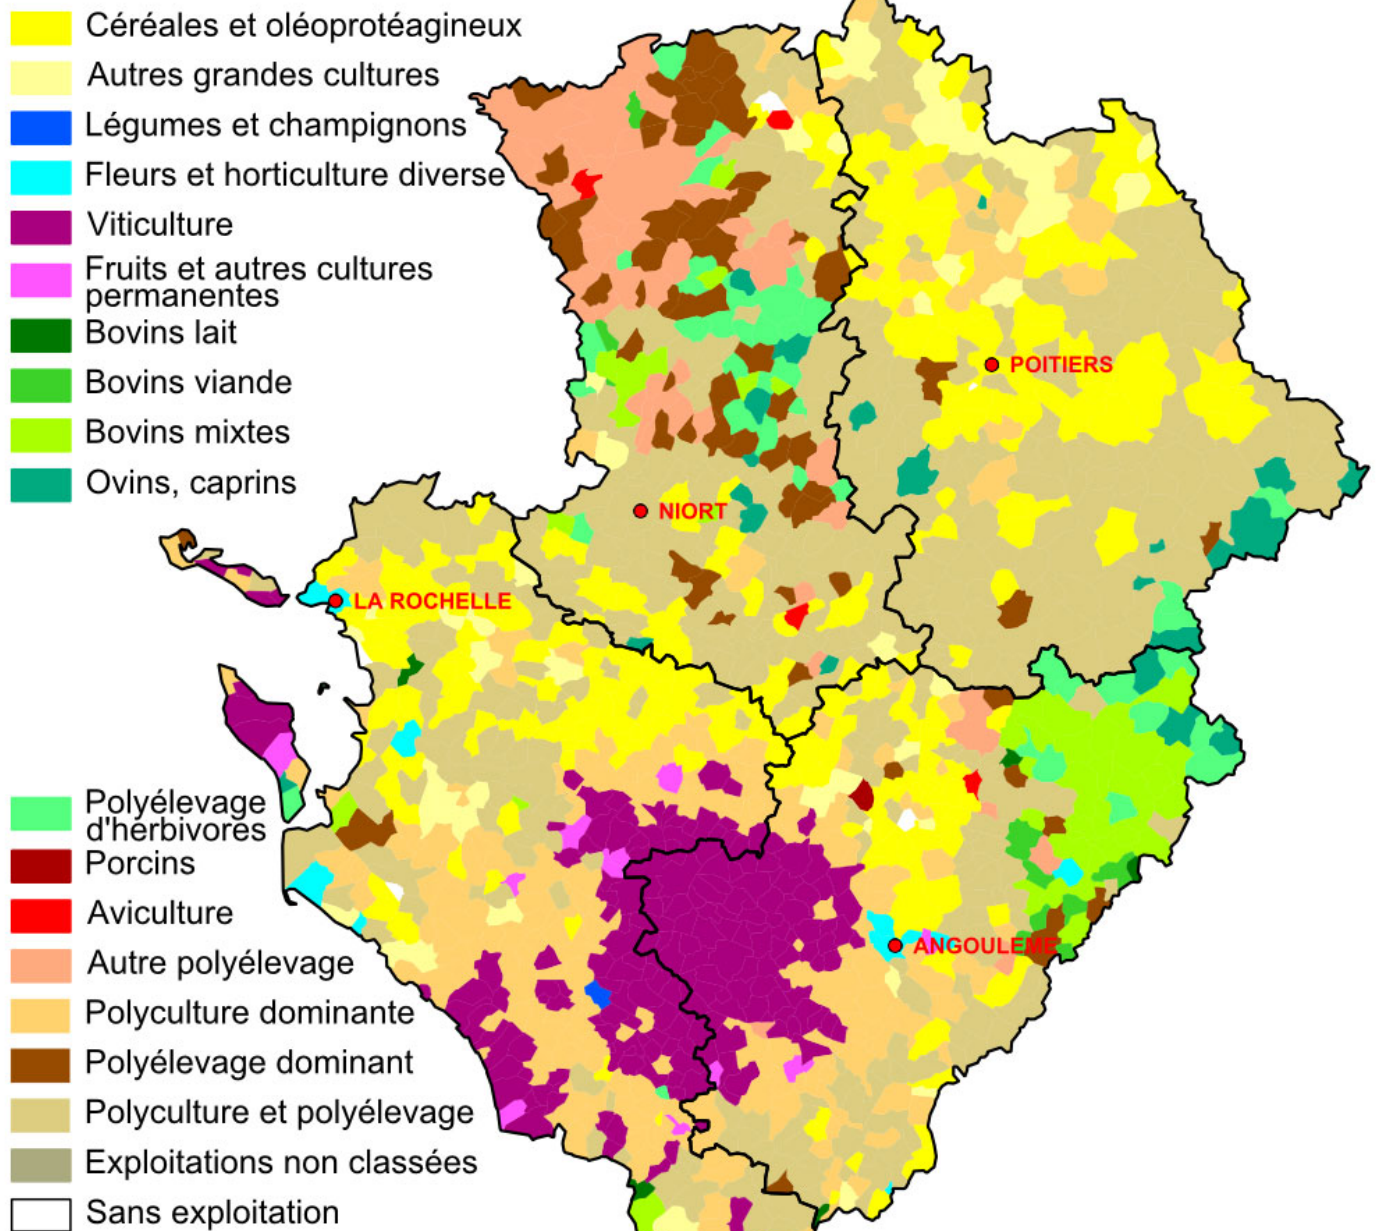 Céréales et oléoprotéagineux
Autres grandes cultures
Légumes et champignons
Fleurs et horticulture diverse
Viticulture
Fruits et autres cultures
permanentes
Bovins lait
Bovins viande
Bovins mixtes
Ovins, caprins
POITIERS
NIORT
LA ROCHELLE
Polyélevage
d'herbivores
Porcins
Aviculture
ANGOULEME
Autre polyélevage
Polyculture dominante
Polyélevage dominant
Polyculture et polyélevage
Exploitations non classées
Sans exploitation